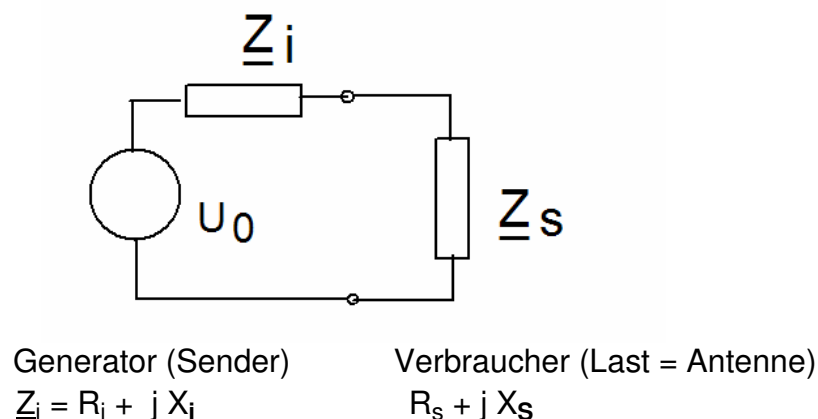 Z i
U 0
Z s
Generator (Sender) Verbraucher (Last = Antenne)
Z i = R i + j X i R s + j X S